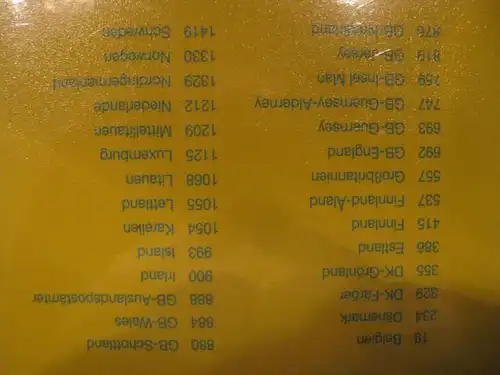 19 Belgien
234 Dänemark
329 DK-Färöer
355 DK-Grönland
386 Estland
415 Finnland
537 Finnland-Åland
557 Großbritannien
692 GB-England
693 GB-Guernsey
747 GB-Guernsey-Alderney
759 GB-Insel Man
819 GB-Jersey
876 GB-Nordirland
880 GB-Schottland
884 GB-Wales
888 GB-Auslandspostämter
900 Irland
993 Island
1054 Karelien
1055 Lettland
1068 Litauen
1125 Luxemburg
1209 Mittellitauen
1212 Niederlande
1329 Nordingermanland
1330 Norwegen
1419 Schweden